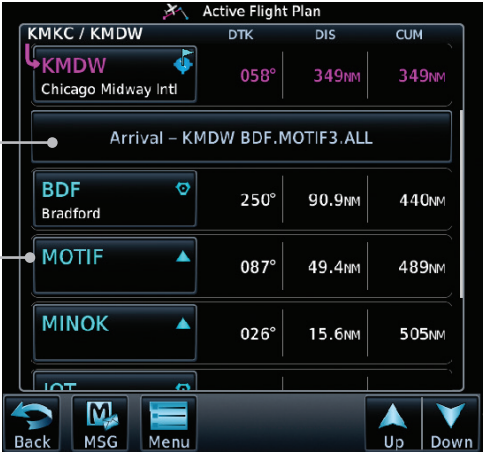 Active Flight Plan
KMKC / KMDW DTK DIS CUM
KMDW
Chicago Midway Intl
058° 349NM 349NM
Arrival – KMDW BDF.MOTIF3.ALL
BDF
Bradford
250° 90.9NM 440NM
MOTIF
087° 49.4NM 489NM
MINOK
026° 15.6NM 505NM
JOT
Back MSG Menu Up Down